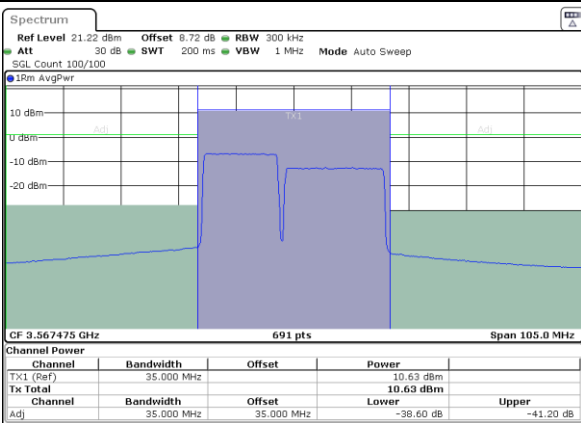 Spectrum
Ref Level 21.22 dBm Offset 8.72 dB RBW 300 kHz
Att 30 dB SWT 200 ms VBW 1 MHz Mode Auto Sweep
SGL Count 100/100
1Rm AvgPwr
TX1
10 dBm
Adj Adj
0 dBm
-10 dBm
-20 dBm
CF 3.567475 GHz 691 pts Span 105.0 MHz
Channel Power
Channel Bandwidth Offset Power
TX1 (Ref) 35.000 MHz 10.63 dBm
Tx Total 10.63 dBm
Channel Bandwidth Offset Lower Upper
Adj 35.000 MHz 35.000 MHz -38.60 dB -41.20 dB